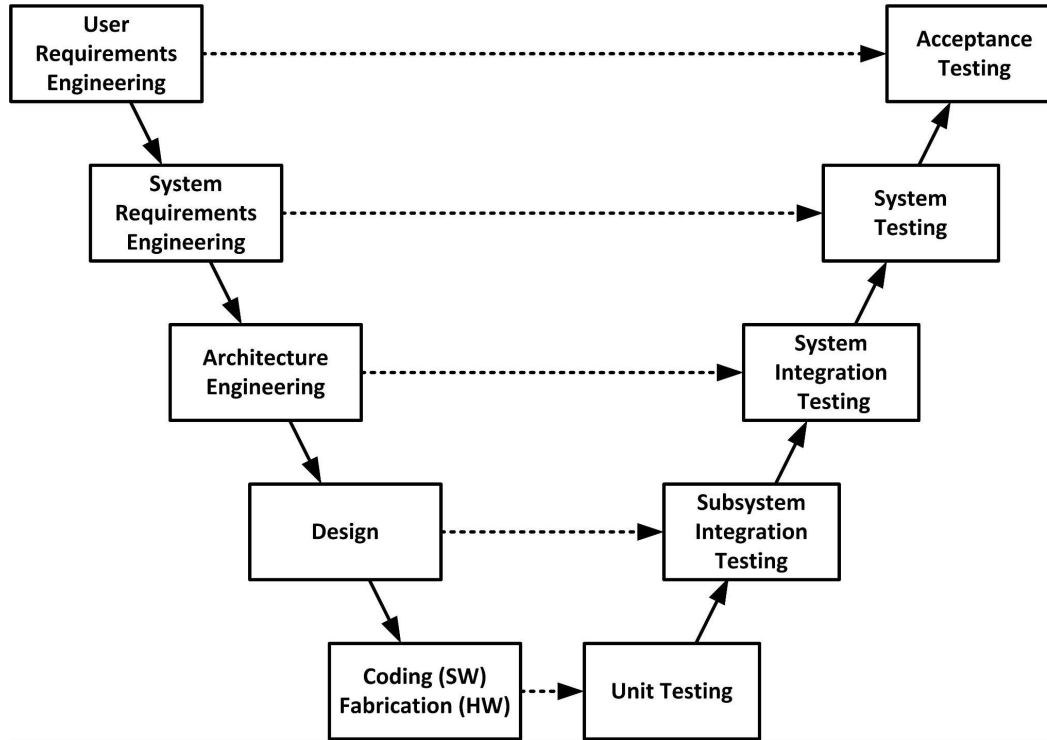 User
Requirements
Engineering
Acceptance
Testing
System
Requirements
Engineering
System
Testing
Architecture
Engineering
System
Integration
Testing
Design
Subsystem
Integration
Testing
Coding (SW)
Fabrication (HW)
Unit Testing